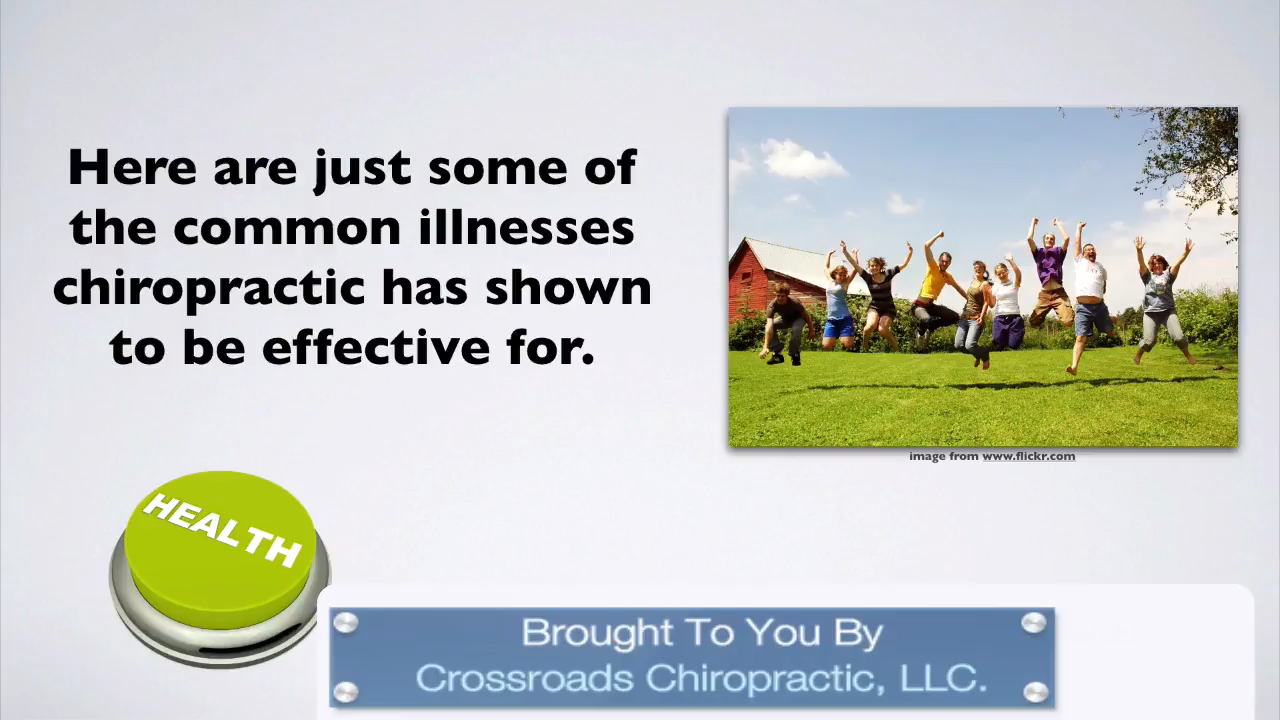 Here are just some of
the common illnesses
chiropractic has shown
to be effective for.
image from www.flickr.com
HEALTH
Brought To You By
Crossroads Chiropractic, LLC.